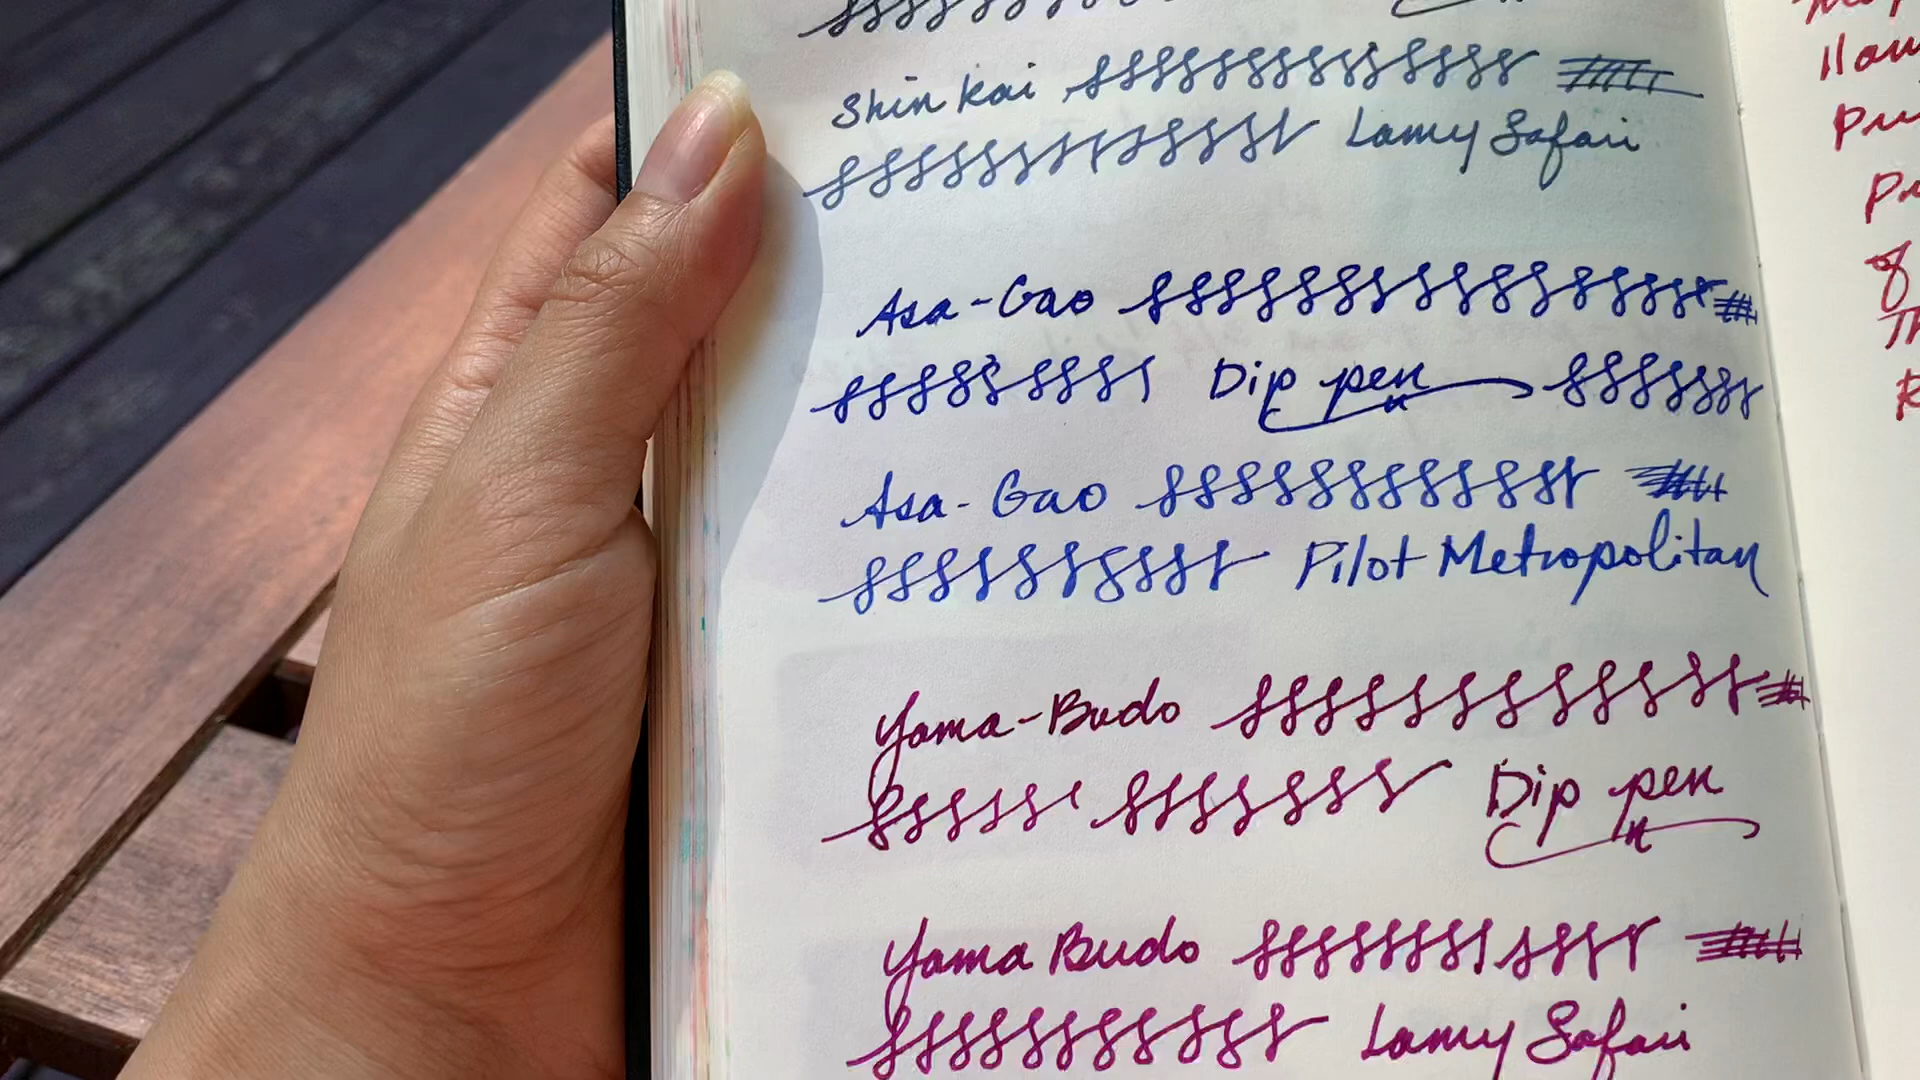 Shin kai
Lamy Safari
Asa-Gao
Dip pen
Asa-Gao
Pilot Metropolitan
Yama-Budo
Dip pen
Yama Budo
Lamy Safari